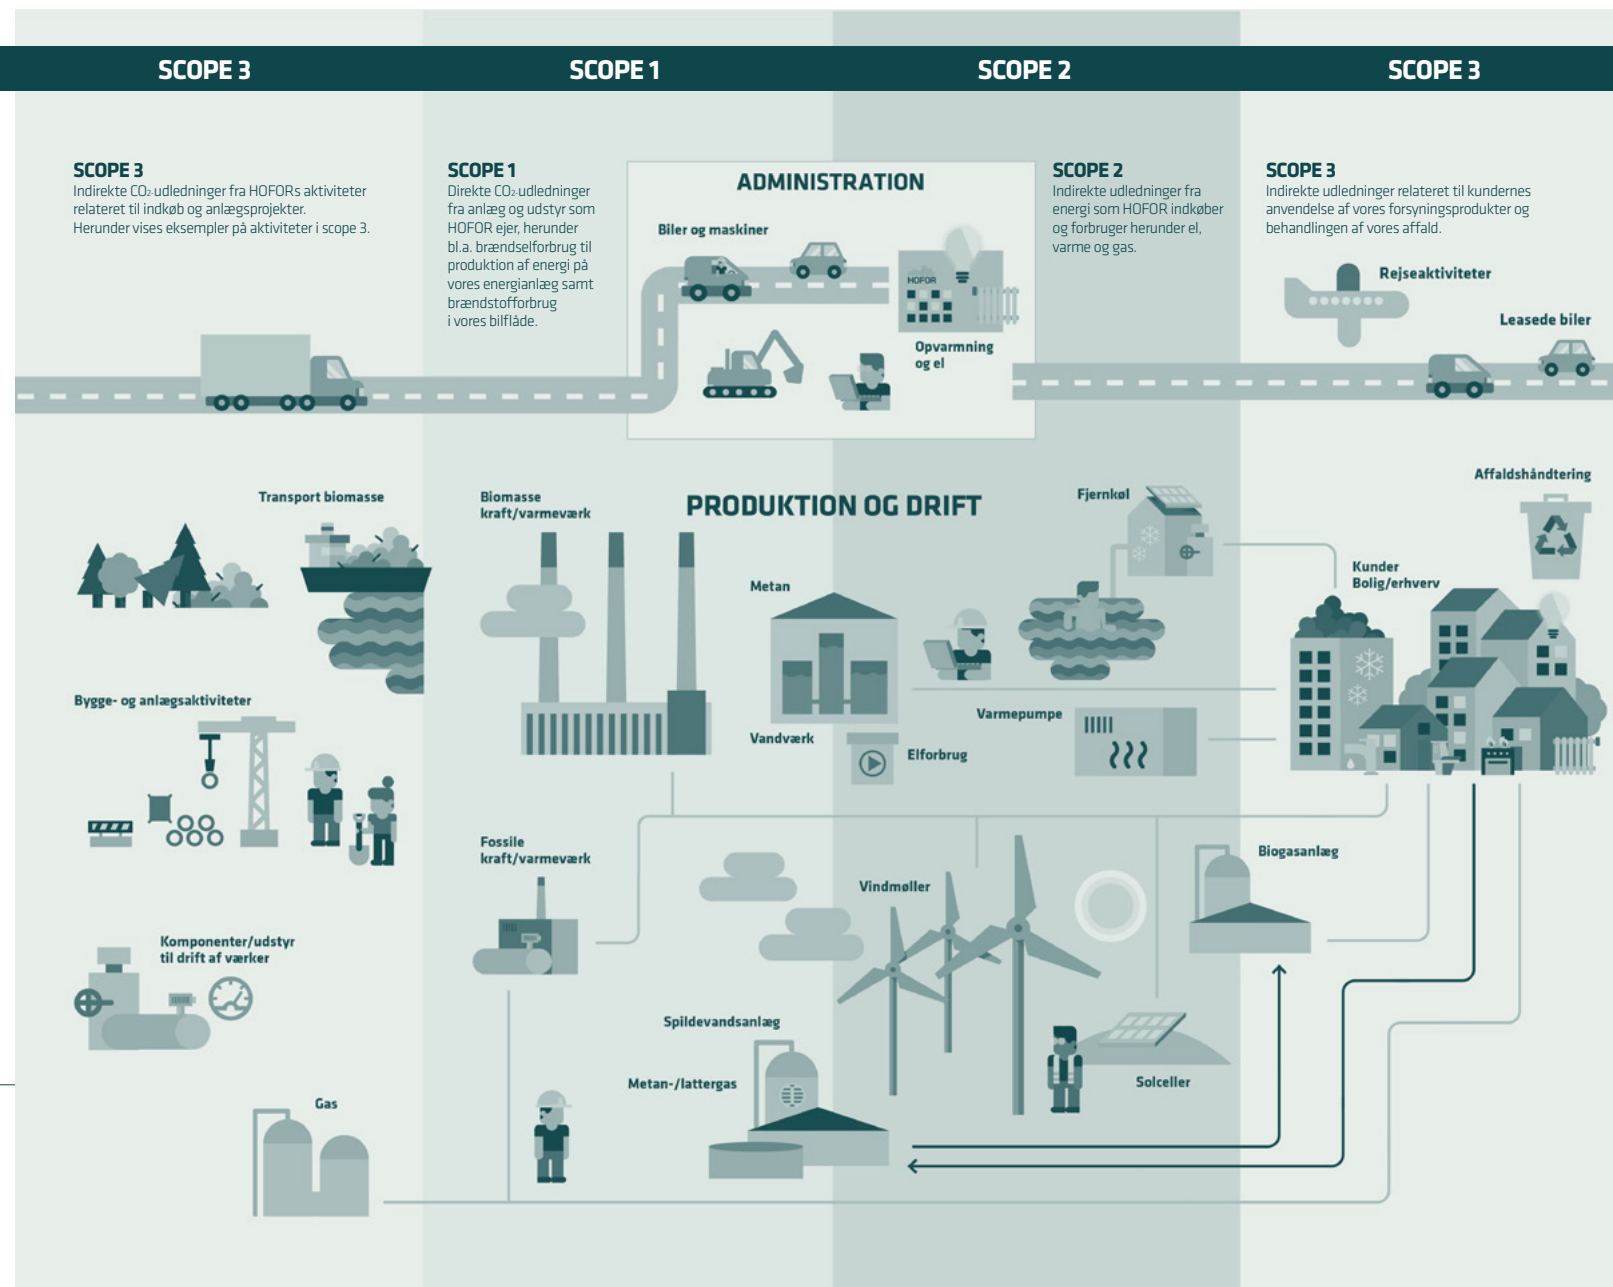 SCOPE 3
SCOPE 1
SCOPE 2
SCOPE 3
SCOPE 3
Indirekte CO2-udledninger fra HOFORs aktiviteter
relateret til indkøb og anlægsprojekter.
Herunder vises eksempler på aktiviteter i scope 3.
SCOPE 1
Direkte CO2-udledninger
fra anlæg og udstyr som
HOFOR ejer, herunder
bl.a. brændselforbrug til
produktion af energi på
vores energianlæg samt
brændstofforbrug
i vores bilflåde.
ADMINISTRATION
Biler og maskiner
HOFOR
Opvarmning
og el
SCOPE 2
Indirekte udledninger fra
energi som HOFOR indkøber
og forbruger herunder el,
varme og gas.
SCOPE 3
Indirekte udledninger relateret til kundernes
anvendelse af vores forsyningsprodukter og
behandlingen af vores affald.
Rejseaktiviteter
Leasede biler
Transport biomasse
Biomasse
kraft/varmeværk
PRODUKTION OG DRIFT
Fjernkøl
Affaldshåndtering
Metan
Kunder
Bolig/erhverv
Bygge- og anlægsaktiviteter
Vandværk
Elforbrug
Varmepumpe
Fossile
kraft/varmeværk
Vindmøller
Biogasanlæg
Komponenter/udstyr
til drift af værker
Spildevandsanlæg
Metan-/lattergas
Solceller
Gas